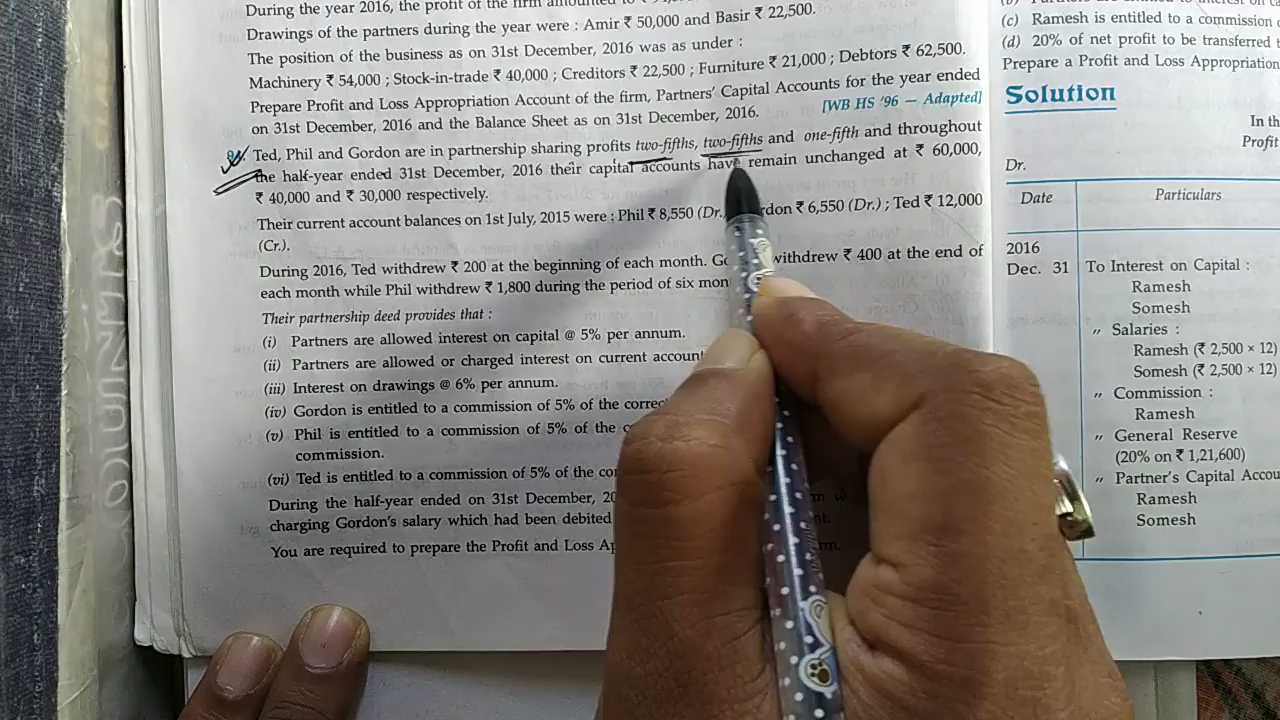 During the year 2016, the profit of the firm amounted to ₹
Drawings of the partners during the year were : Amir ₹ 50,000 and Basir ₹ 22,500.
The position of the business as on 31st December, 2016 was as under :
Machinery ₹ 54,000 ; Stock-in-trade ₹ 40,000 ; Creditors ₹ 22,500 ; Furniture ₹ 21,000 ; Debtors ₹ 62,500.
Prepare Profit and Loss Appropriation Account of the firm, Partners' Capital Accounts for the year ended
on 31st December, 2016 and the Balance Sheet as on 31st December, 2016. [WB HS '96 — Adapted]
Ted, Phil and Gordon are in partnership sharing profits two-fifths, two-fifths and one-fifth and throughout
the half-year ended 31st December, 2016 their capital accounts have remain unchanged at ₹ 60,000,
₹ 40,000 and ₹ 30,000 respectively.
Their current account balances on 1st July, 2015 were : Phil ₹ 8,550 (Dr.) rdon ₹ 6,550 (Dr.) ; Ted ₹ 12,000
(Cr.).
During 2016, Ted withdrew ₹ 200 at the beginning of each month. Go withdrew ₹ 400 at the end of
each month while Phil withdrew ₹ 1,800 during the period of six mon
Their partnership deed provides that :
(i) Partners are allowed interest on capital @ 5% per annum.
(ii) Partners are allowed or charged interest on current accoun
(iii) Interest on drawings @ 6% per annum.
(iv) Gordon is entitled to a commission of 5% of the correc
(v) Phil is entitled to a commission of 5% of the c
commission.
(vi) Ted is entitled to a commission of 5% of the cor
During the half-year ended on 31st December, 20
charging Gordon's salary which had been debited
You are required to prepare the Profit and Loss Ap
(c) Ramesh is entitled to a commission
(d) 20% of net profit to be transferred t
Prepare a Profit and Loss Appropriation
Solution
In th
Profit
Dr.
Date Particulars
2016
Dec. 31 To Interest on Capital :
Ramesh
Somesh
„ Salaries :
Ramesh (₹ 2,500 × 12)
Somesh (₹ 2,500 × 12)
„ Commission :
Ramesh
„ General Reserve
(20% on ₹ 1,21,600)
„ Partner's Capital Accou
Ramesh
Somesh